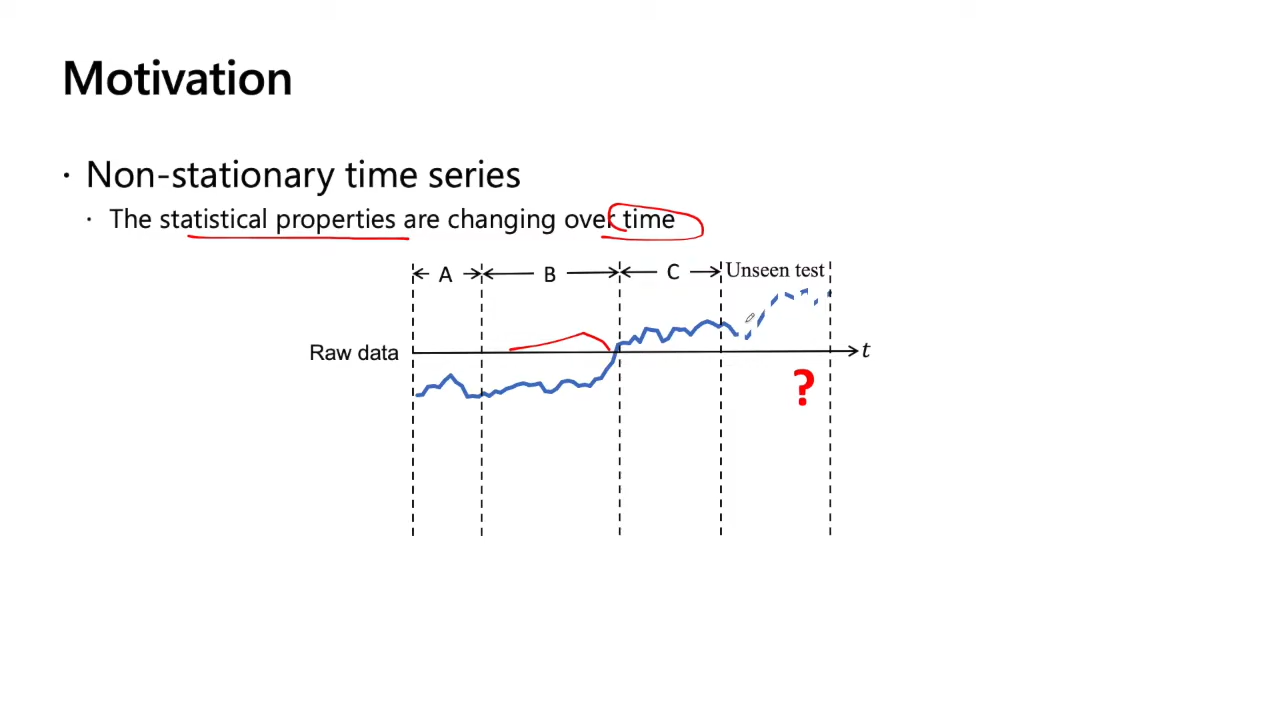 Motivation
· Non-stationary time series
· The statistical properties are changing over time
A B C Unseen test
Raw data t
?